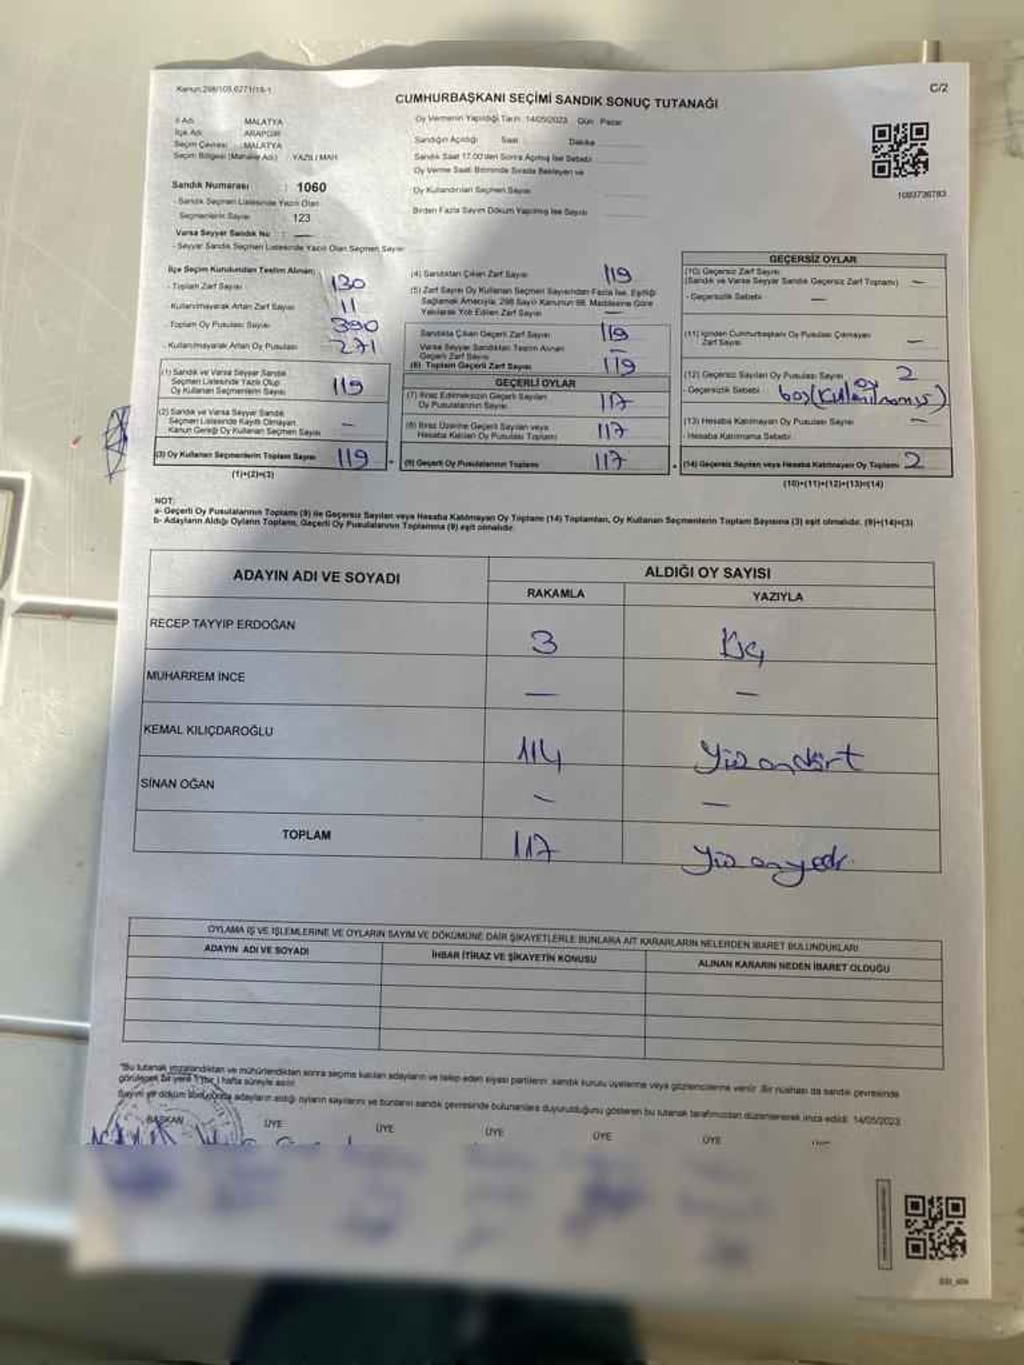 Kanun:298/105,6271/19-1
C/2
CUMHURBAŞKANI SEÇİMİ SANDIK SONUÇ TUTANAĞI
İl Adı : MALATYA
İlçe Adı : ARAPGİR
Seçim Çevresi : MALATYA
Seçim Bölgesi (Mahalle Adı) YAZILI MAH.
Oy Vermenin Yapıldığı Tarih : 14/05/2023 Gün : Pazar
Sandığın Açıldığı Saat Dakika
Sandık Saat 17.00'den Sonra Açılmış İse Sebebi
Oy Verme Saati Bitiminde Sırada Bekleyen ve
Oy Kullandırılan Seçmen Sayısı
Birden Fazla Sayım Döküm Yapılmış İse Sayısı
1093736783
Sandık Numarası : 1060
- Sandık Seçmen Listesinde Yazılı Olan
Seçmenlerin Sayısı 123
Varsa Seyyar Sandık No : —
- Seyyar Sandık Seçmen Listesinde Yazılı Olan Seçmen Sayısı
İlçe Seçim Kurulundan Teslim Alınan;
- Toplam Zarf Sayısı 130
- Kullanılmayarak Artan Zarf Sayısı 11
- Toplam Oy Pusulası Sayısı 390
- Kullanılmayarak Artan Oy Pusulası 271
(1) Sandık ve Varsa Seyyar Sandık
Seçmen Listesinde Yazılı Olup
Oy Kullanan Seçmenlerin Sayısı 119
(2) Sandık ve Varsa Seyyar Sandık
Seçmen Listesinde Kayıtlı Olmayan,
Kanun Gereği Oy Kullanan Seçmen Sayısı —
(3) Oy Kullanan Seçmenlerin Toplam Sayısı 119
(1)+(2)=(3)
(4) Sandıktan Çıkan Zarf Sayısı 119
(5) Zarf Sayısı Oy Kullanan Seçmen Sayısından Fazla İse, Eşitliği
Sağlamak Amacıyla, 298 Sayılı Kanunun 98. Maddesine Göre
Yakılarak Yok Edilen Zarf Sayısı —
Sandıkta Çıkan Geçerli Zarf Sayısı 119
Varsa Seyyar Sandıktan Teslim Alınan
Geçerli Zarf Sayısı —
(6) Toplam Geçerli Zarf Sayısı 119
GEÇERLİ OYLAR
(7) İtiraz Edilmeksizin Geçerli Sayılan
Oy Pusulalarının Sayısı 117
(8) İtiraz Üzerine Geçerli Sayılan veya
Hesaba Katılan Oy Pusulası Toplamı 117
(9) Geçerli Oy Pusulalarının Toplamı 117
GEÇERSİZ OYLAR
(10) Geçersiz Zarf Sayısı
(Sandık ve Varsa Seyyar Sandık Geçersiz Zarf Toplamı) —
- Geçersizlik Sebebi —
(11) İçinden Cumhurbaşkanı Oy Pusulası Çıkmayan
Zarf Sayısı —
(12) Geçersiz Sayılan Oy Pusulası Sayısı 2
- Geçersizlik Sebebi boş oy
(13) Hesaba Katılmayan Oy Pusulası Sayısı —
- Hesaba Katılmama Sebebi
(14) Geçersiz Sayılan veya Hesaba Katılmayan Oy Toplamı 2
(10)+(11)+(12)+(13)=(14)
NOT:
a- Geçerli Oy Pusulalarının Toplamı (9) ile Geçersiz Sayılan veya Hesaba Katılmayan Oy Toplamı (14) Toplamları, Oy Kullanan Seçmenlerin Toplam Sayısına (3) eşit olmalıdır. (9)+(14)=(3)
b- Adayların Aldığı Oyların Toplamı, Geçerli Oy Pusulalarının Toplamına (9) eşit olmalıdır.
ADAYIN ADI VE SOYADI ALDIĞI OY SAYISI
RAKAMLA YAZIYLA
RECEP TAYYİP ERDOĞAN 3 üç
MUHARREM İNCE — —
KEMAL KILIÇDAROĞLU 114 yüzondört
SİNAN OĞAN — —
TOPLAM 117 yüz onyedi
OYLAMA İŞ VE İŞLEMLERİNE VE OYLARIN SAYIM VE DÖKÜMÜNE DAİR ŞİKAYETLERLE BUNLARA AİT KARARLARIN NELERDEN İBARET BULUNDUKLARI
ADAYIN ADI VE SOYADI İHBAR İTİRAZ VE ŞİKAYETİN KONUSU ALINAN KARARIN NEDEN İBARET OLDUĞU
"Bu tutanak imzalandıktan ve mühürlendikten sonra seçime katılan adayların ve talep eden siyasi partilerin sandık kurulu üyelerine veya gözlemcilerine verilir. Bir nüshası da sandık çevresinde
görülecek bir yere 1 (bir ) hafta süreyle asılır.
Sayım ve döküm sonucunda adayların aldığı oyların sayılarını ve bunların sandık çevresinde bulunanlara duyurulduğunu gösteren bu tutanak tarafımızdan düzenlenerek imza edildi. 14/05/2023
BAŞKAN ÜYE ÜYE ÜYE ÜYE ÜYE